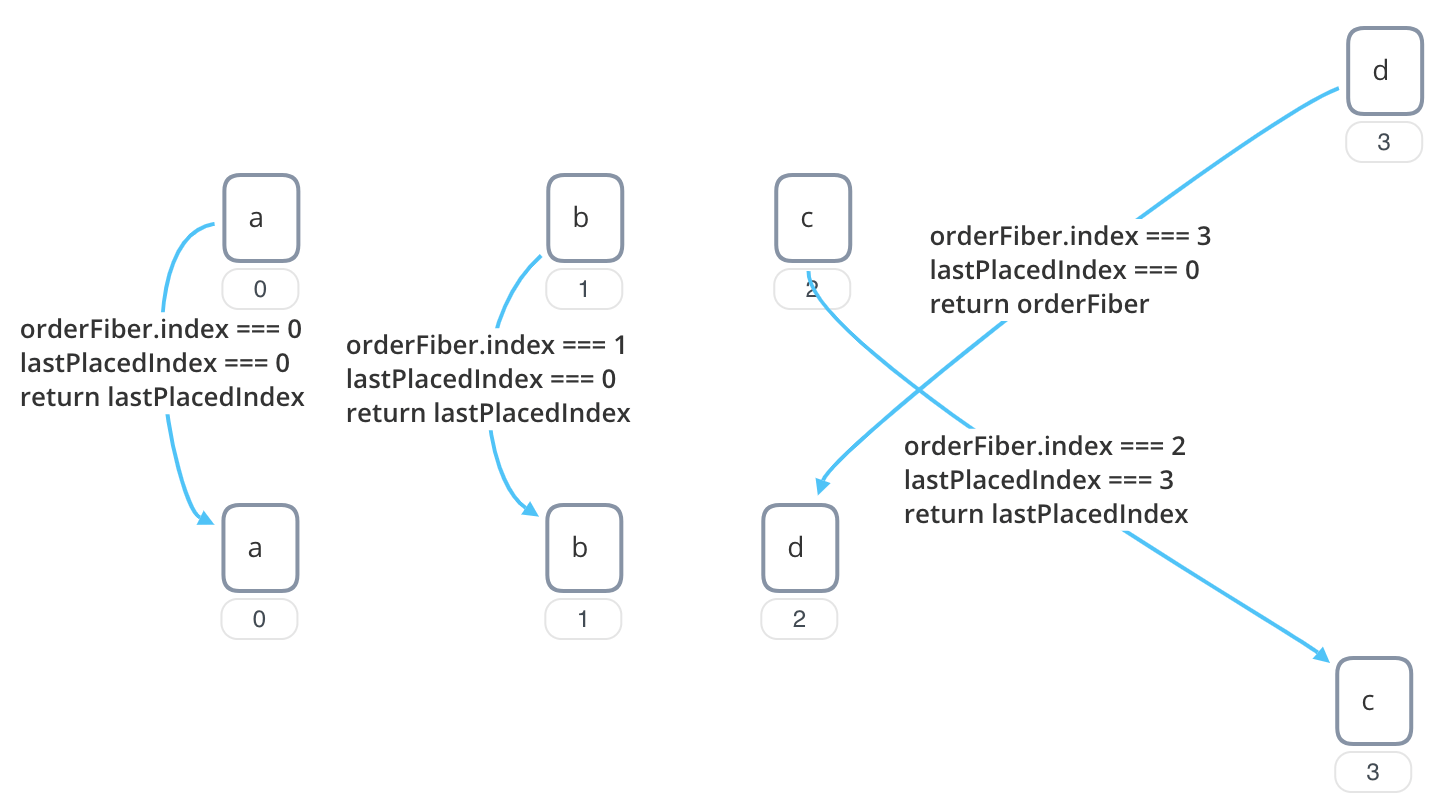 d
3
a
b
c
0
1
2
orderFiber.index === 3
lastPlacedIndex === 0
return orderFiber
orderFiber.index === 0
lastPlacedIndex === 0
return lastPlacedIndex
orderFiber.index === 1
lastPlacedIndex === 0
return lastPlacedIndex
orderFiber.index === 2
lastPlacedIndex === 3
return lastPlacedIndex
a
b
d
0
1
2
c
3